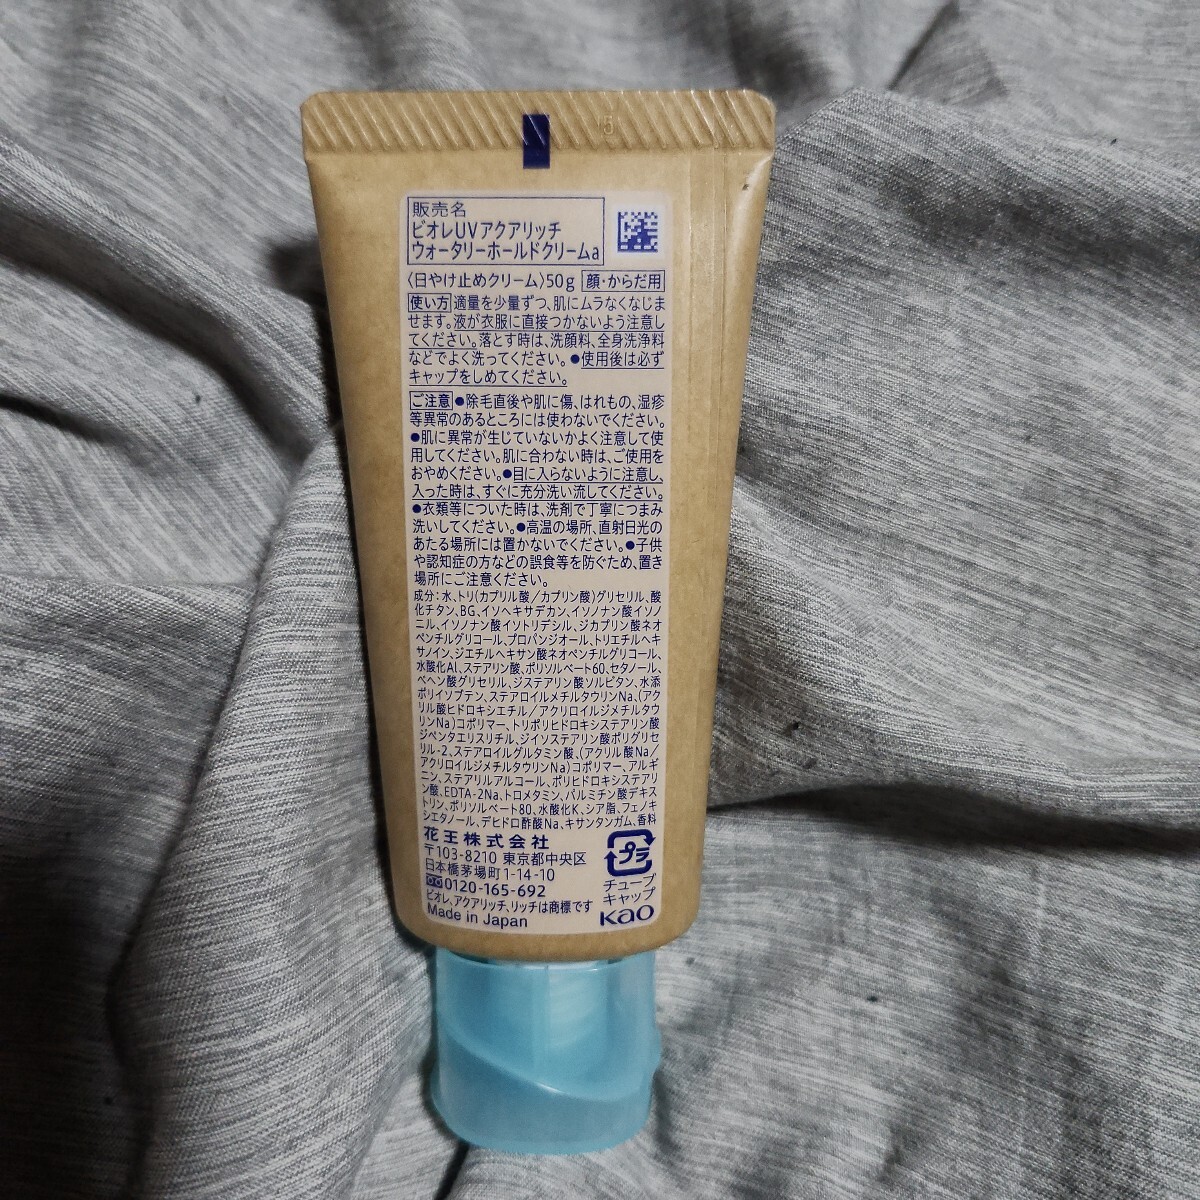 5
販売名
ビオレUVアクアリッチ
ウォータリーホールドクリームa
〈日やけ止めクリーム〉50g 顔・からだ用
使い方 適量を少量ずつ、肌にムラなくなじま
せます。液が衣服に直接つかないよう注意し
てください。落とす時は、洗顔料、全身洗浄料
などでよく洗ってください。●使用後は必ず
キャップをしめてください。
ご注意 ●除毛直後や肌に傷、はれもの、湿疹
等異常のあるところには使わないでください。
●肌に異常が生じていないかよく注意して使
用してください。肌に合わない時は、ご使用を
おやめください。●目に入らないように注意し、
入った時は、すぐに充分洗い流してください。
●衣類等についた時は、洗剤で丁寧につまみ
洗いしてください。●高温の場所、直射日光の
あたる場所には置かないでください。●子供
や認知症の方などの誤食等を防ぐため、置き
場所にご注意ください。
成分：水、トリ(カプリル酸/カプリン酸)グリセリル、酸
化チタン、BG、イソヘキサデカン、イソノナン酸イソノ
ニル、イソノナン酸イソトリデシル、ジカプリン酸ネオ
ペンチルグリコール、プロパンジオール、トリエチルヘキ
サノイン、ジエチルヘキサン酸ネオペンチルグリコール、
水酸化Al、ステアリン酸、ポリソルベート60、セタノール、
ベヘン酸グリセリル、ジステアリン酸ソルビタン、水添
ポリイソブテン、ステアロイルメチルタウリンNa、(アク
リル酸ヒドロキシエチル/アクリロイルジメチルタウ
リンNa)コポリマー、トリポリヒドロキシステアリン酸
ジペンタエリスリチル、ジイソステアリン酸ポリグリセ
リル-2、ステアロイルグルタミン酸、(アクリル酸Na/
アクリロイルジメチルタウリンNa)コポリマー、アルギ
ニン、ステアリルアルコール、ポリヒドロキシステアリ
ン酸、EDTA-2Na、トロメタミン、パルミチン酸デキス
トリン、ポリソルベート80、水酸化K、シア脂、フェノキ
シエタノール、デヒドロ酢酸Na、キサンタンガム、香料
花王株式会社
〒103-8210 東京都中央区
日本橋茅場町1-14-10
0120-165-692
ビオレ、アクアリッチ、リッチは商標です
Made in Japan
プラ
チューブ
キャップ
Kao